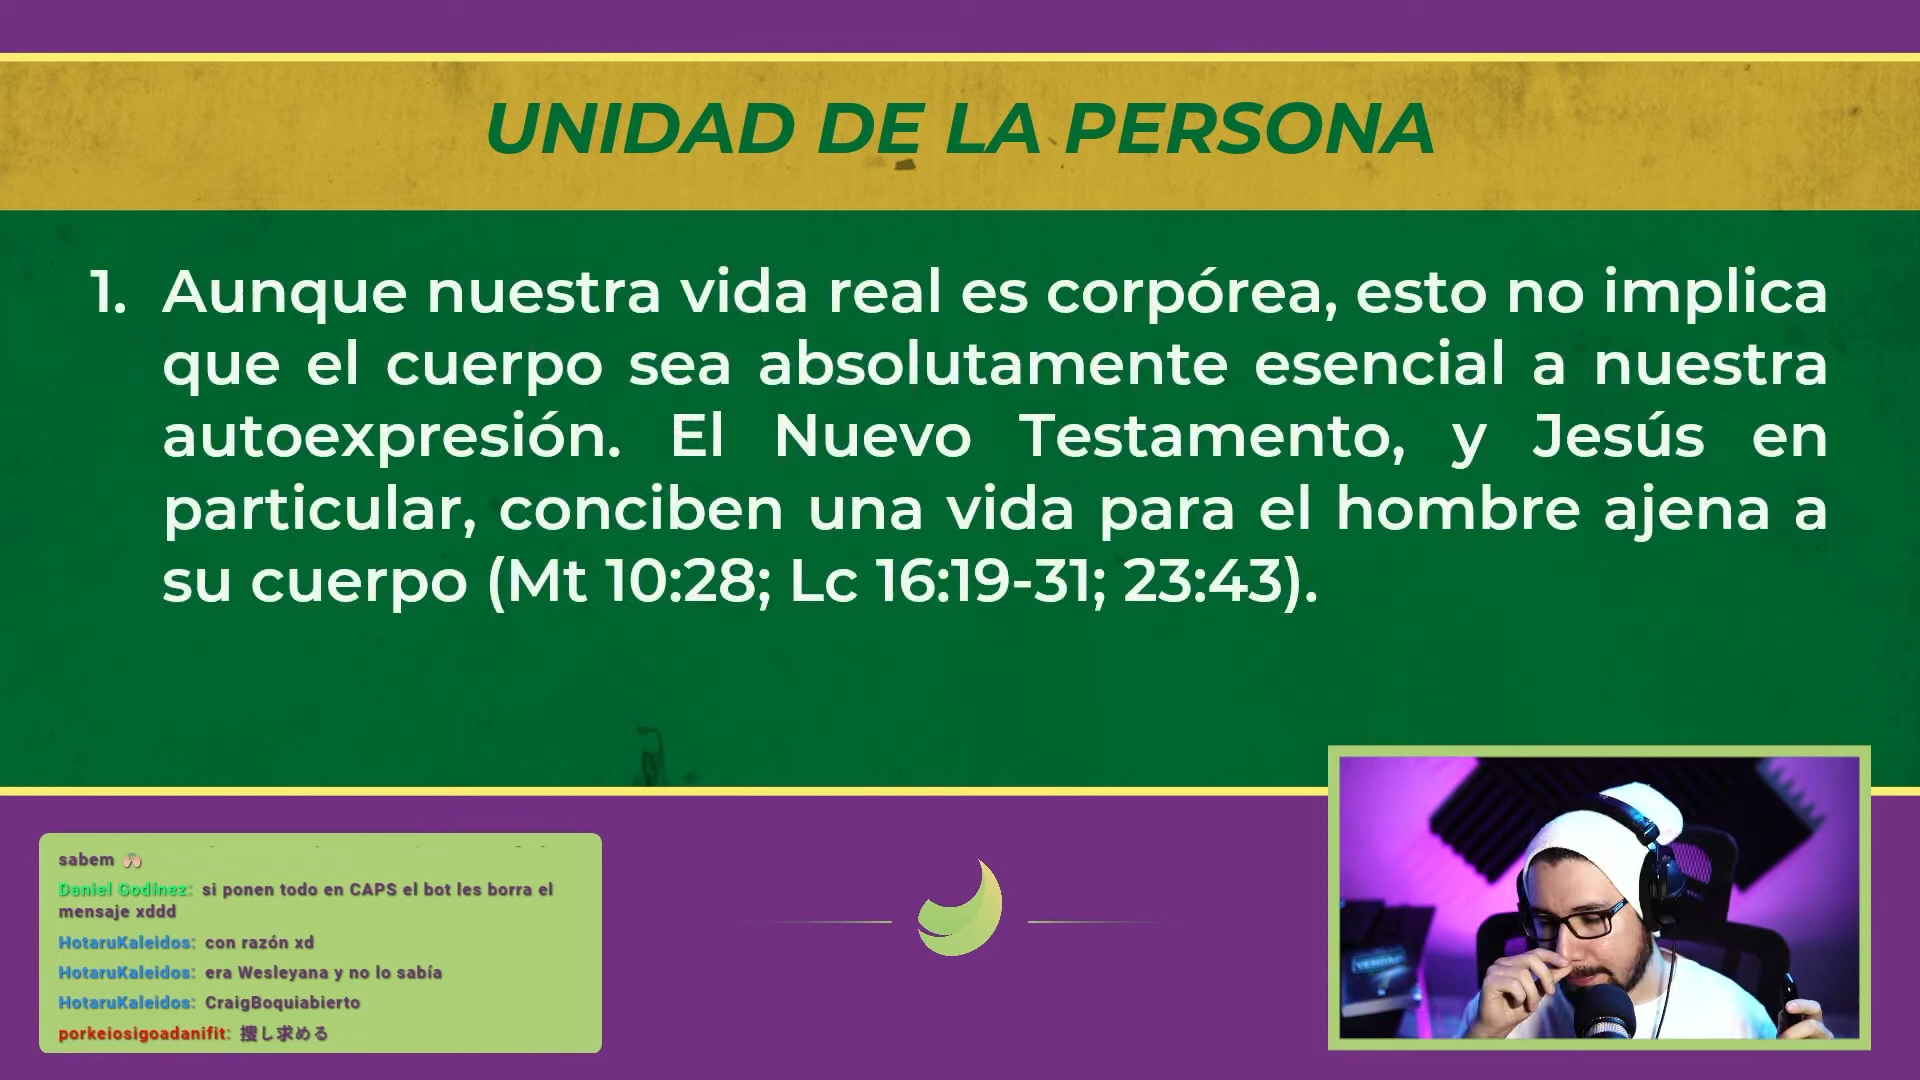 UNIDAD DE LA PERSONA
1. Aunque nuestra vida real es corpórea, esto no implica
que el cuerpo sea absolutamente esencial a nuestra
autoexpresión. El Nuevo Testamento, y Jesús en
particular, conciben una vida para el hombre ajena a
su cuerpo (Mt 10:28; Lc 16:19-31; 23:43).
sabem 🙏🏻
Daniel Godínez: si ponen todo en CAPS el bot les borra el
mensaje xddd
HotaruKaleidos: con razón xd
HotaruKaleidos: era Wesleyana y no lo sabía
HotaruKaleidos: CraigBoquiabierto
porkeiosigoadanifit: 搜し求める